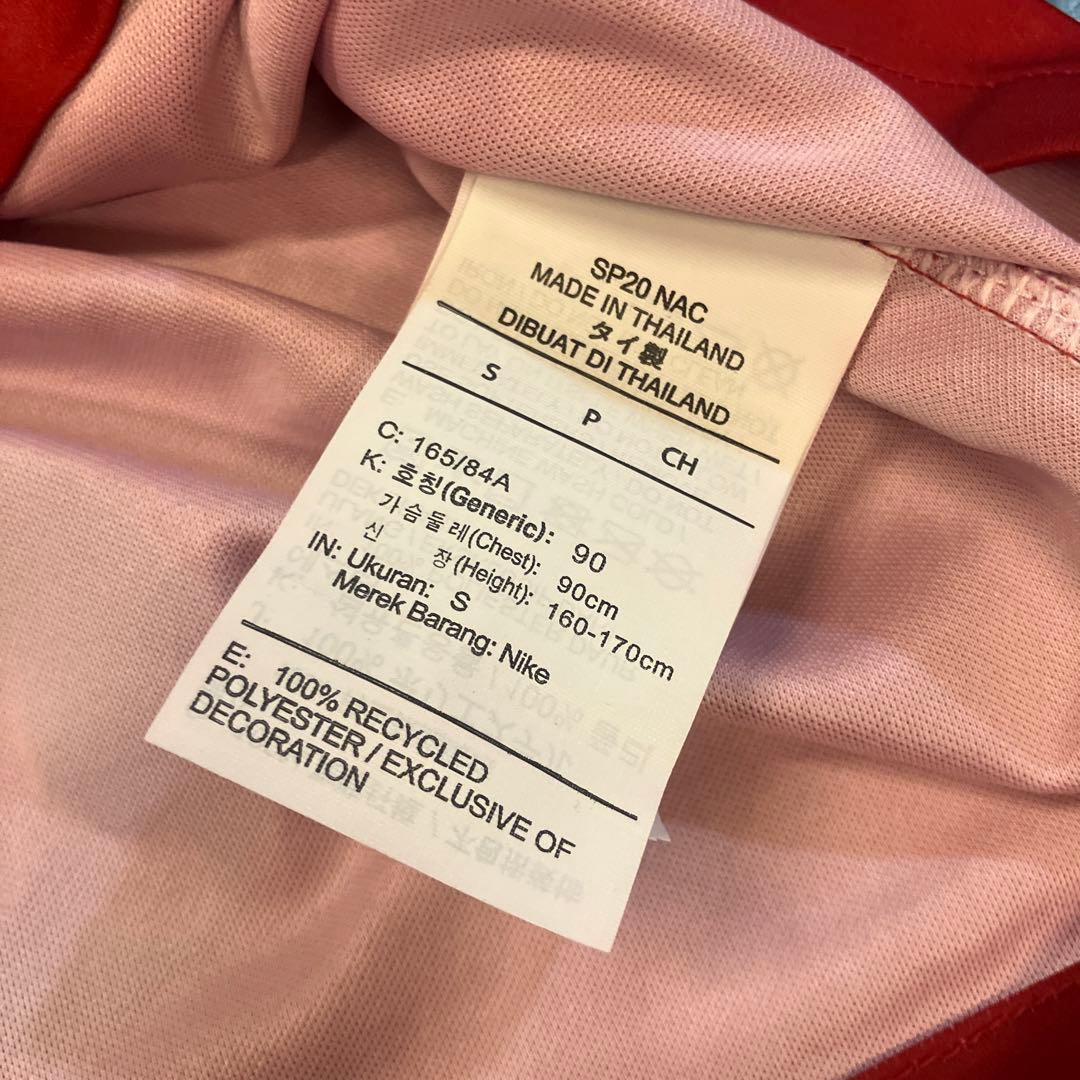 SP20 NAC
MADE IN THAILAND
タイ製
DIBUAT DI THAILAND
S P CH
C: 165/84A
K: 호칭(Generic): 90
가슴둘레(Chest): 90cm
신 장(Height): 160-170cm
IN: Ukuran: S
Merek Barang: Nike
E: 100% RECYCLED
POLYESTER / EXCLUSIVE OF
DECORATION